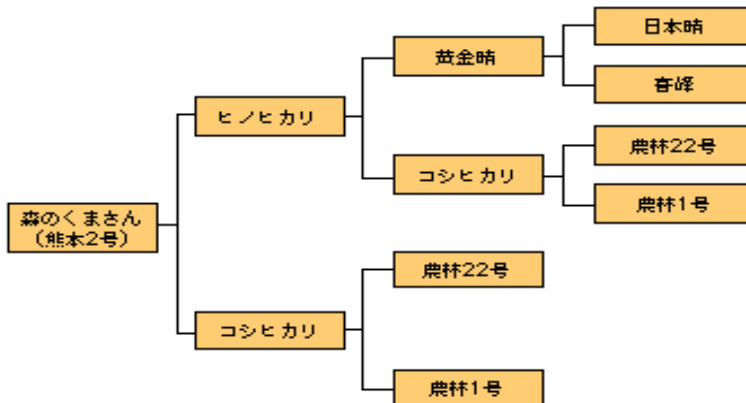 日本晴
黄金晴
喜峰
ヒノヒカリ
農林22号
コシヒカリ
農林1号
森のくまさん
(熊本2号)
農林22号
コシヒカリ
農林1号